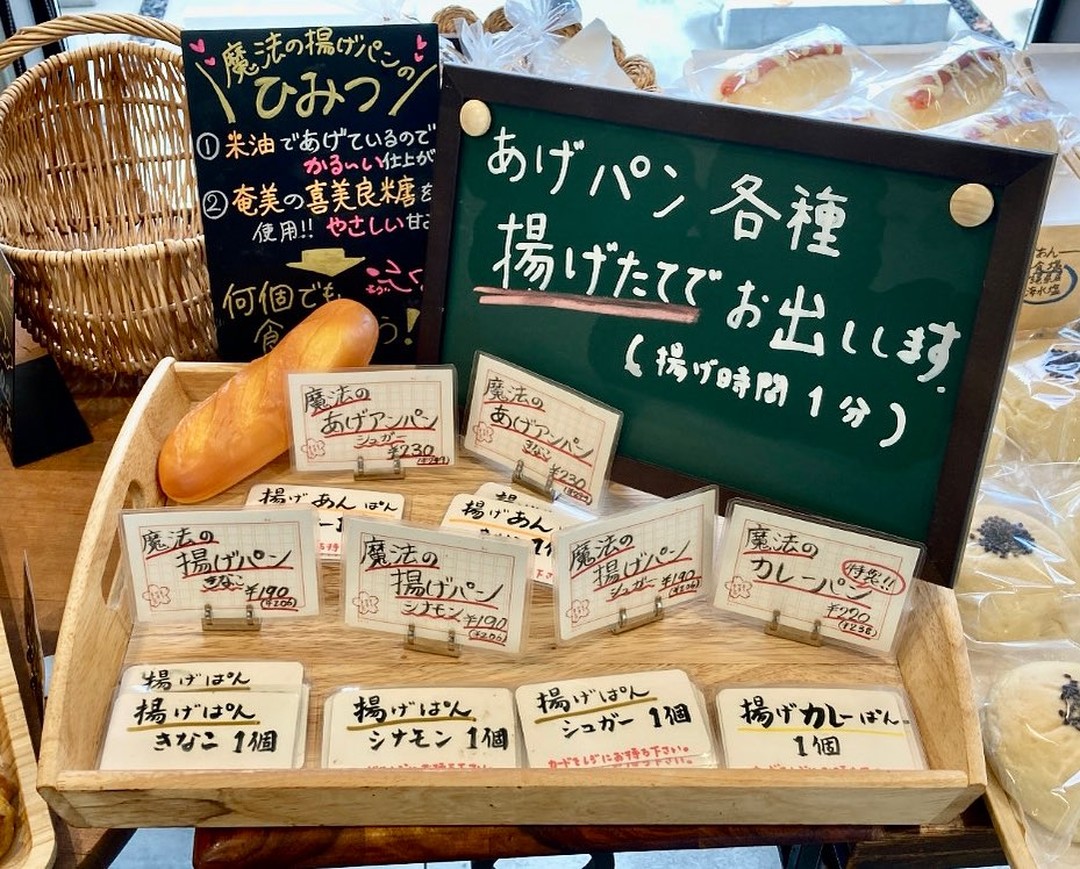 魔法の揚げパンの
ひみつ
① 米油であげているので
かる〜い仕上が
② 奄美の喜美良糖を
使用!! やさしい甘さ
何個でも
食
う!
あげパン各種
揚げたてでお出しします
(揚げ時間1分)
魔法の
あげアンパン
シュガー
¥230
魔法の
あげアンパン
きなこ
¥230
揚げあんぱん
揚げあんぱん
魔法の
揚げパン
きなこ ¥190
(¥206)
魔法の
揚げパン
シナモン ¥190
(¥206)
魔法の
揚げパン
シュガー ¥190
(¥206)
魔法の
カレーパン
特製!!
¥220
(¥238)
揚げぱん
揚げぱん
きなこ 1個
揚げぱん
シナモン 1個
揚げぱん
シュガー 1個
カードをレジにお持ち下さい。
揚げカレーぱん
1個